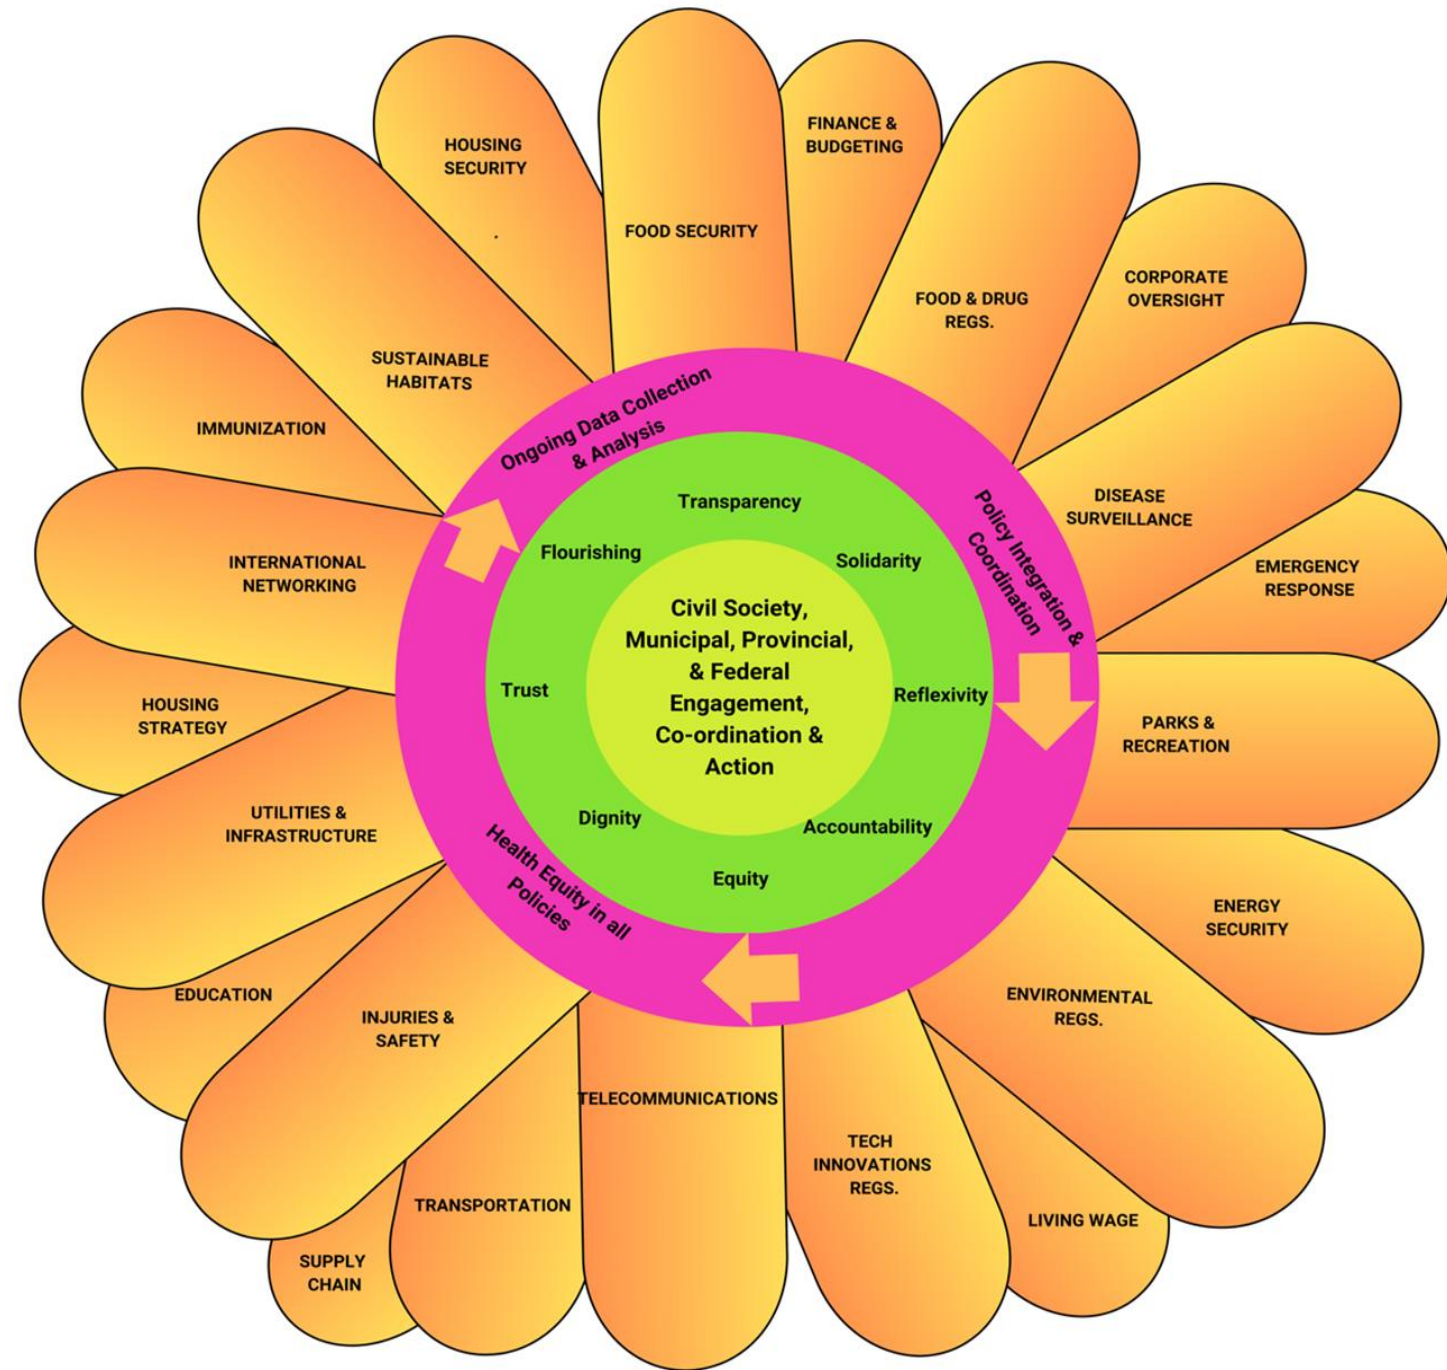 HOUSING
SECURITY
FOOD SECURITY
FINANCE &
BUDGETING
FOOD & DRUG
REGS.
CORPORATE
OVERSIGHT
DISEASE
SURVEILLANCE
EMERGENCY
RESPONSE
PARKS &
RECREATION
ENERGY
SECURITY
ENVIRONMENTAL
REGS.
LIVING WAGE
TECH
INNOVATIONS
REGS.
TELECOMMUNICATIONS
TRANSPORTATION
SUPPLY
CHAIN
INJURIES &
SAFETY
EDUCATION
UTILITIES &
INFRASTRUCTURE
HOUSING
STRATEGY
INTERNATIONAL
NETWORKING
IMMUNIZATION
SUSTAINABLE
HABITATS
Ongoing Data Collection
& Analysis
Policy Integration &
Coordination
Health Equity in all
Policies
Transparency
Solidarity
Reflexivity
Accountability
Equity
Dignity
Trust
Flourishing
Civil Society,
Municipal, Provincial,
& Federal
Engagement,
Co-ordination &
Action